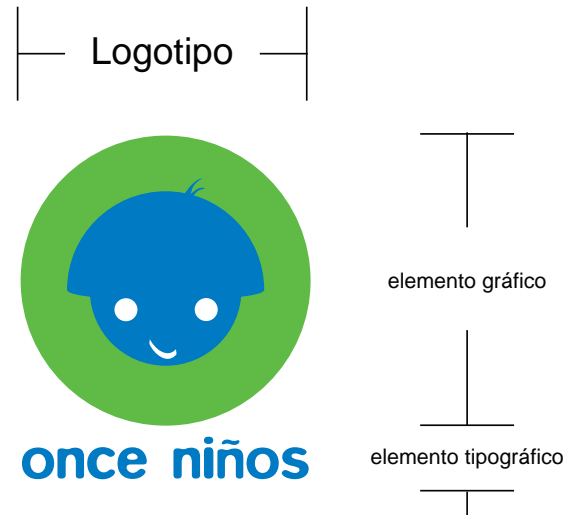 Logotipo
elemento gráfico
once niños
elemento tipográfico